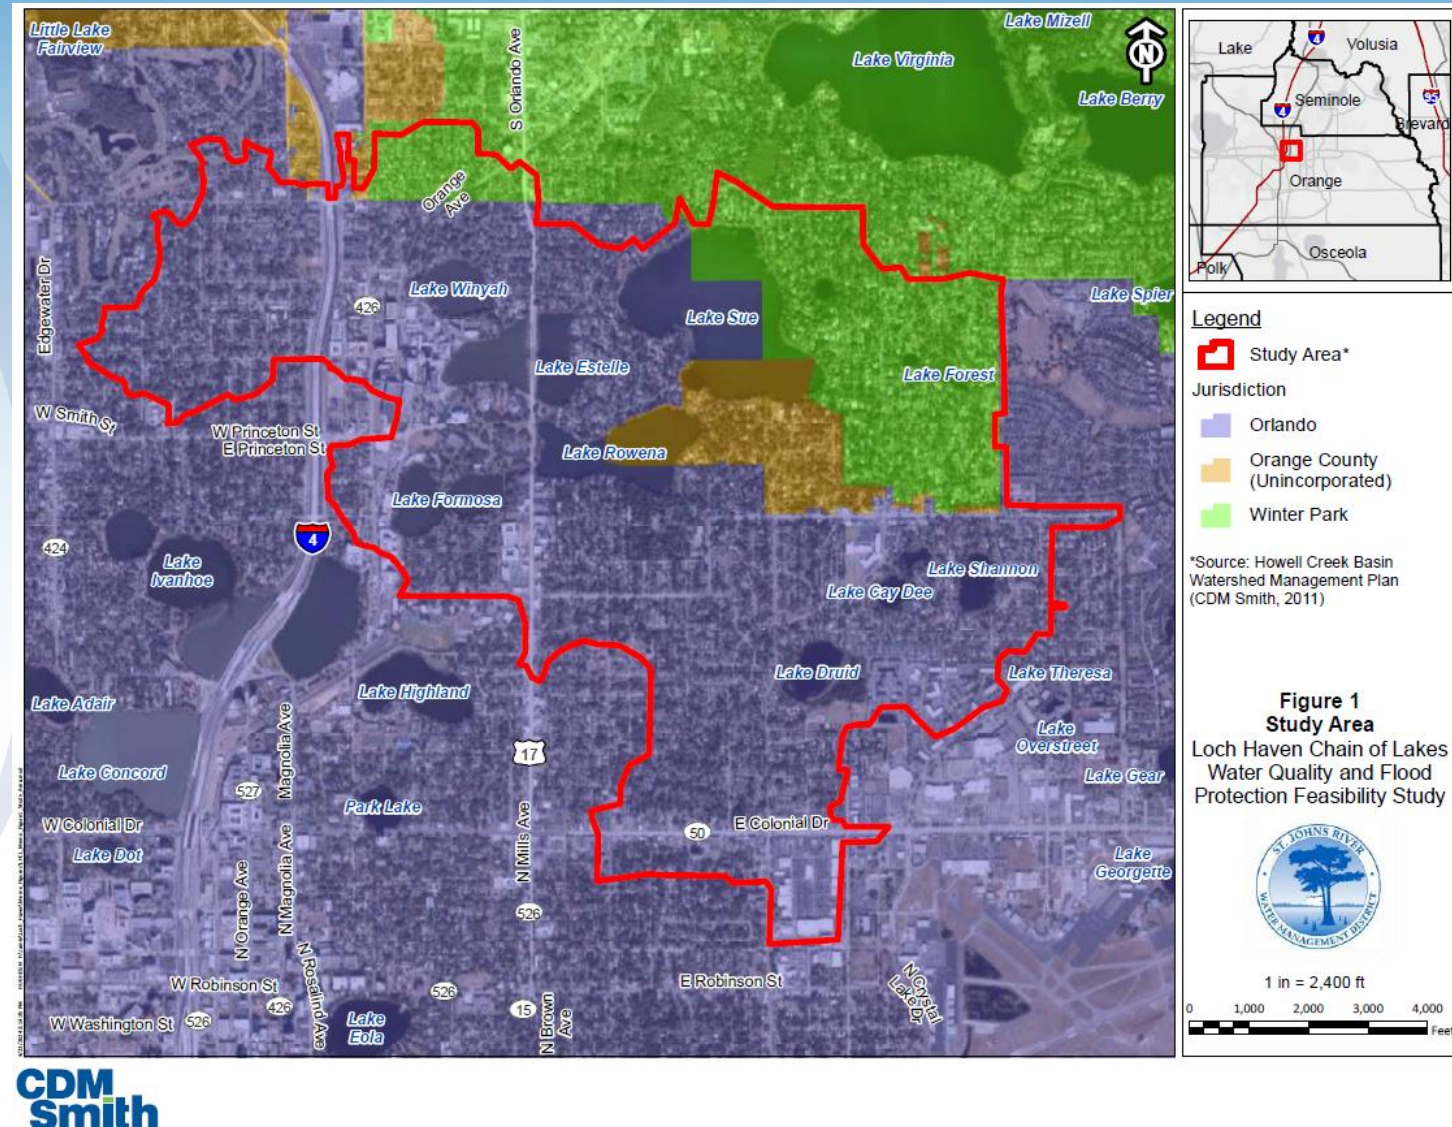 Little Lake
Fairview
S Orlando Ave
Lake Mizell
N
Lake Virginia
Lake Berry
Orange
Ave
Edgewater Dr
426
Lake Winyah
Lake Sue
Lake Spier
Lake Estelle
Lake Forest
W Smith St
W Princeton St
E Princeton St
Lake Rowena
Lake Formosa
4
424
Lake
Ivanhoe
Lake Shannon
Lake Cay Dee
Lake Druid
Lake Theresa
Lake Highland
Lake Adair
Magnolia Ave
Lake
Overstreet
17
Lake Concord
Lake Gear
527
Park Lake
W Colonial Dr
N Mills Ave
50
E Colonial Dr
Lake Dot
Lake
Georgette
N Orange Ave
N Magnolia Ave
526
N Rosalind Ave
W Robinson St
526
E Robinson St
N Crystal
Lake Dr
426
15
N Brown
Ave
W Washington St
526
Lake
Eola
Lake
4
Volusia
Seminole
95
4
Brevard
Orange
Osceola
Polk
Legend
Study Area*
Jurisdiction
Orlando
Orange County
(Unincorporated)
Winter Park
*Source: Howell Creek Basin
Watershed Management Plan
(CDM Smith, 2011)
Figure 1
Study Area
Loch Haven Chain of Lakes
Water Quality and Flood
Protection Feasibility Study
ST. JOHNS RIVER
WATER MANAGEMENT DISTRICT
1 in = 2,400 ft
0 1,000 2,000 3,000 4,000
Feet
CDM
Smith